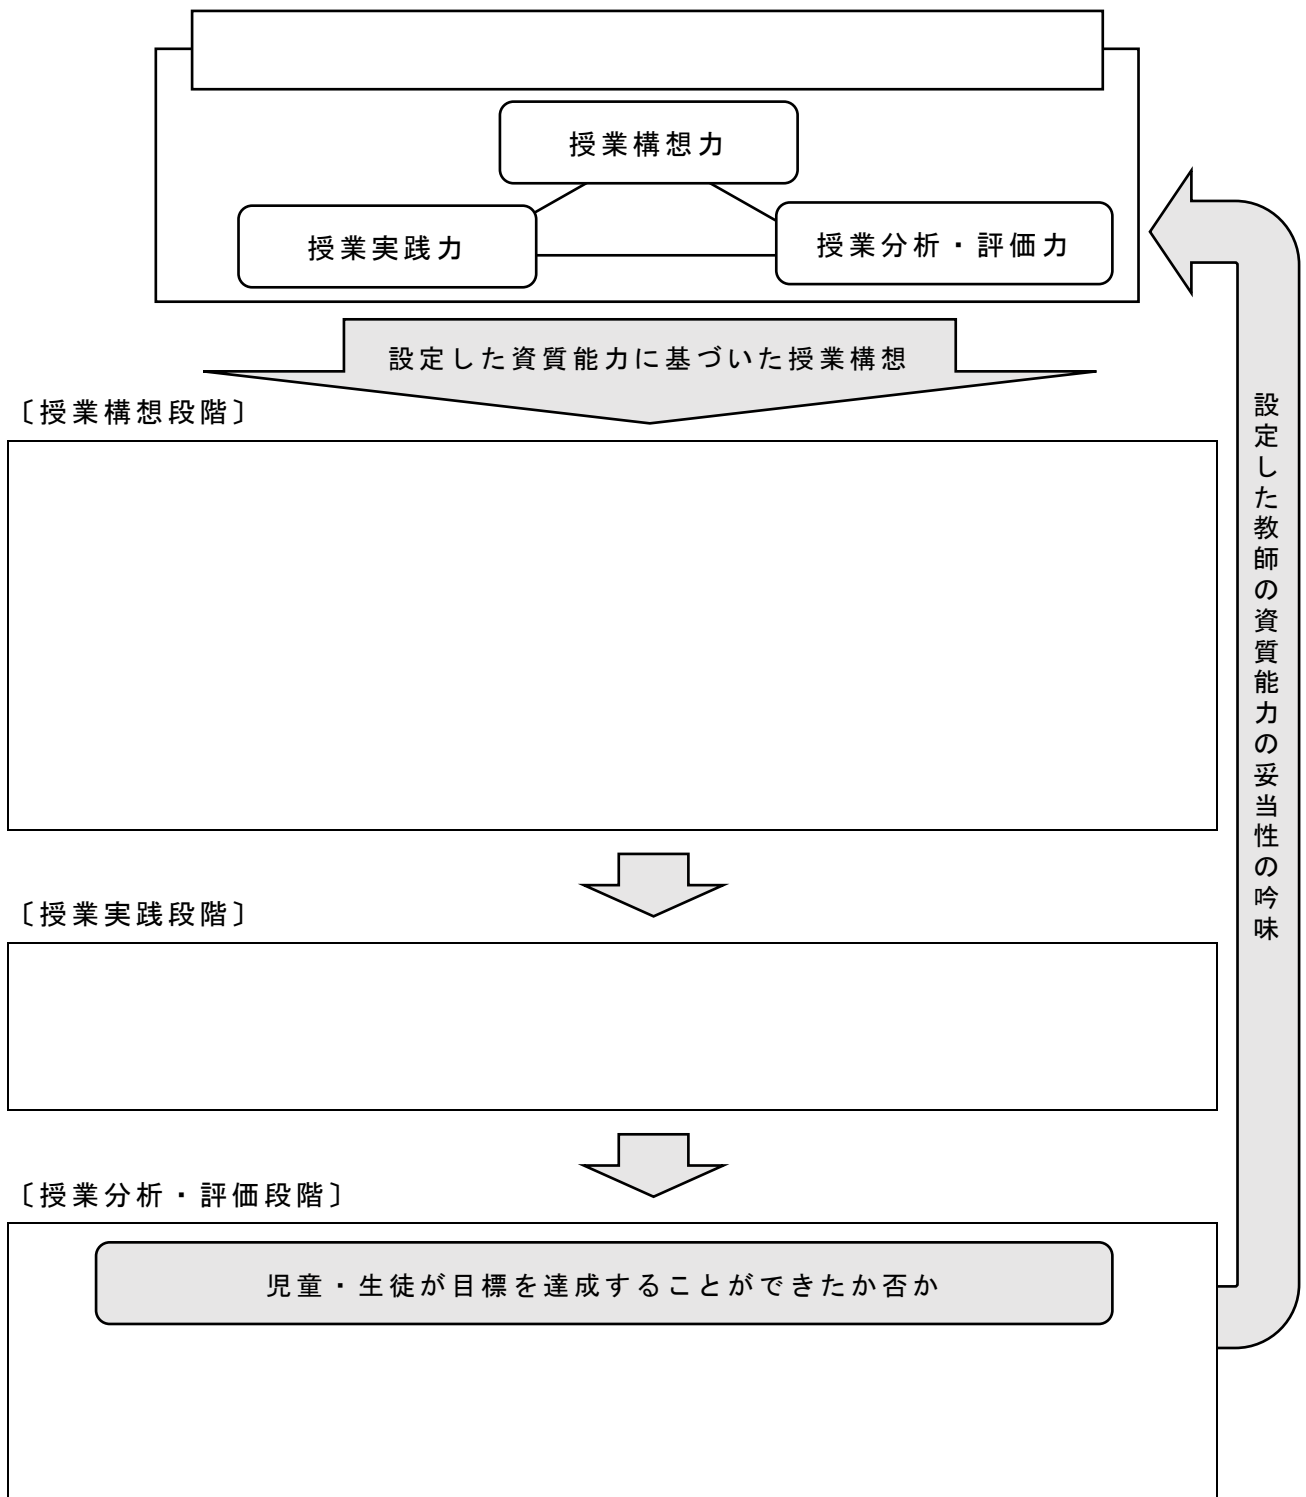 授業構想力
授業実践力
授業分析・評価力
設定した資質能力に基づいた授業構想
〔授業構想段階〕
設定した教師の資質能力の妥当性の吟味
〔授業実践段階〕
〔授業分析・評価段階〕
児童・生徒が目標を達成することができたか否か